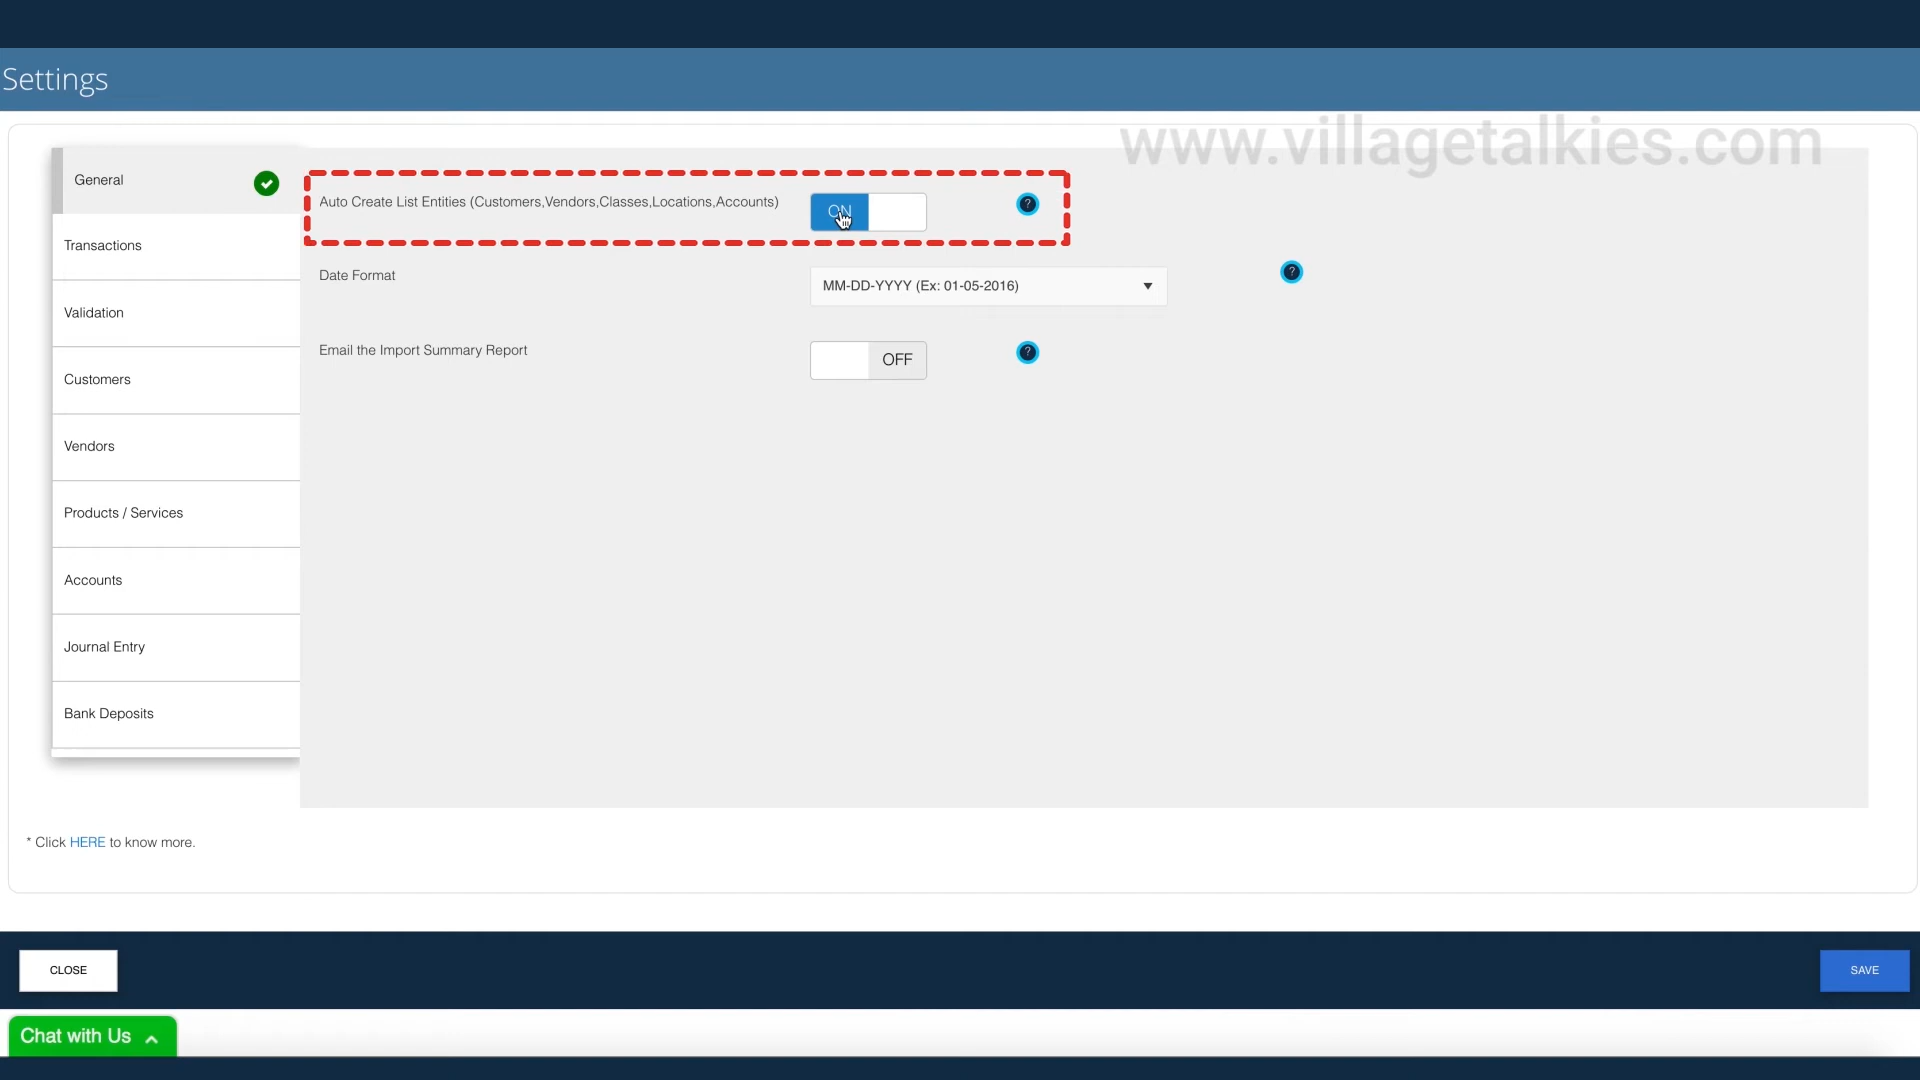 Settings
www.villagetalkies.com
General
Auto Create List Entities (Customers,Vendors,Classes,Locations,Accounts)
ON
?
Transactions
Date Format
MM-DD-YYYY (Ex: 01-05-2016)
?
Validation
Email the Import Summary Report
OFF
?
Customers
Vendors
Products / Services
Accounts
Journal Entry
Bank Deposits
* Click HERE to know more.
CLOSE
SAVE
Chat with Us